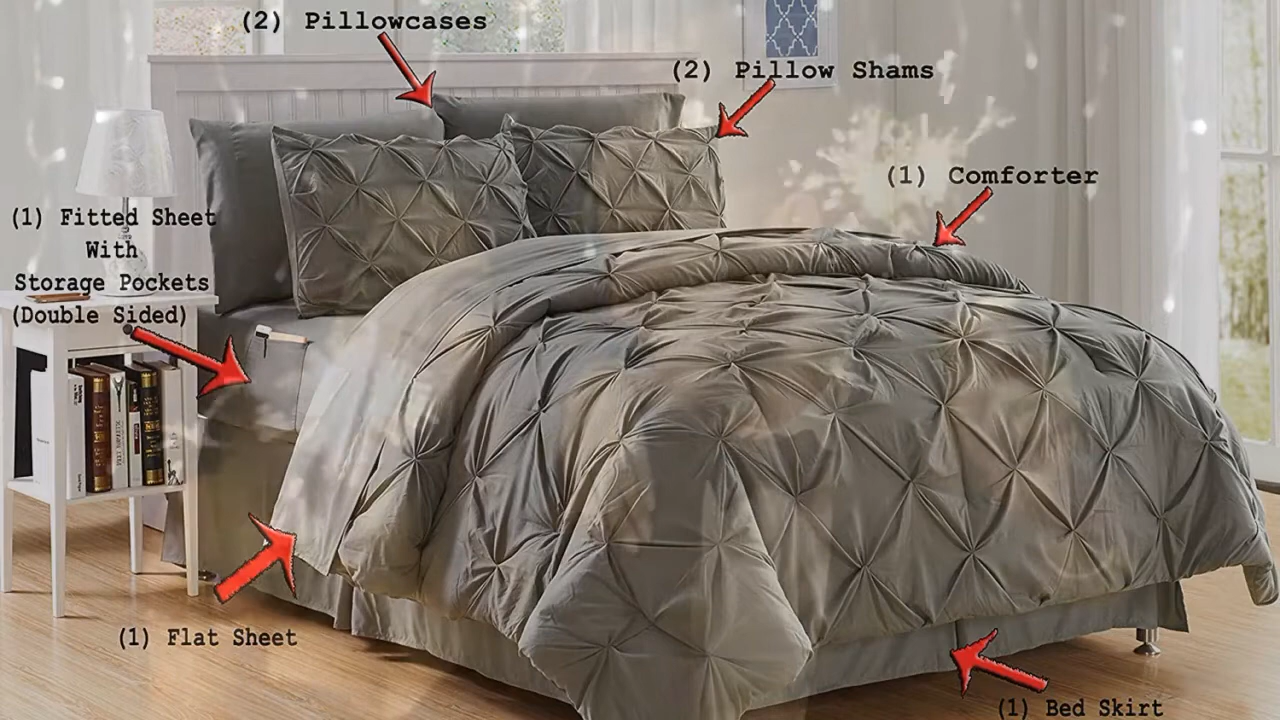 (2) Pillowcases
(2) Pillow Shams
(1) Comforter
(1) Fitted Sheet
With
Storage Pockets
(Double Sided)
(1) Flat Sheet
(1) Bed Skirt